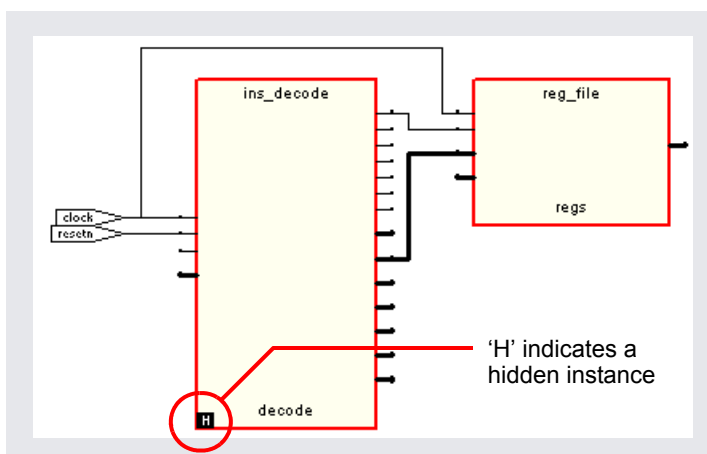 ins_decode
reg_file
clock
resetn
regs
‘H’ indicates a
hidden instance
H
decode